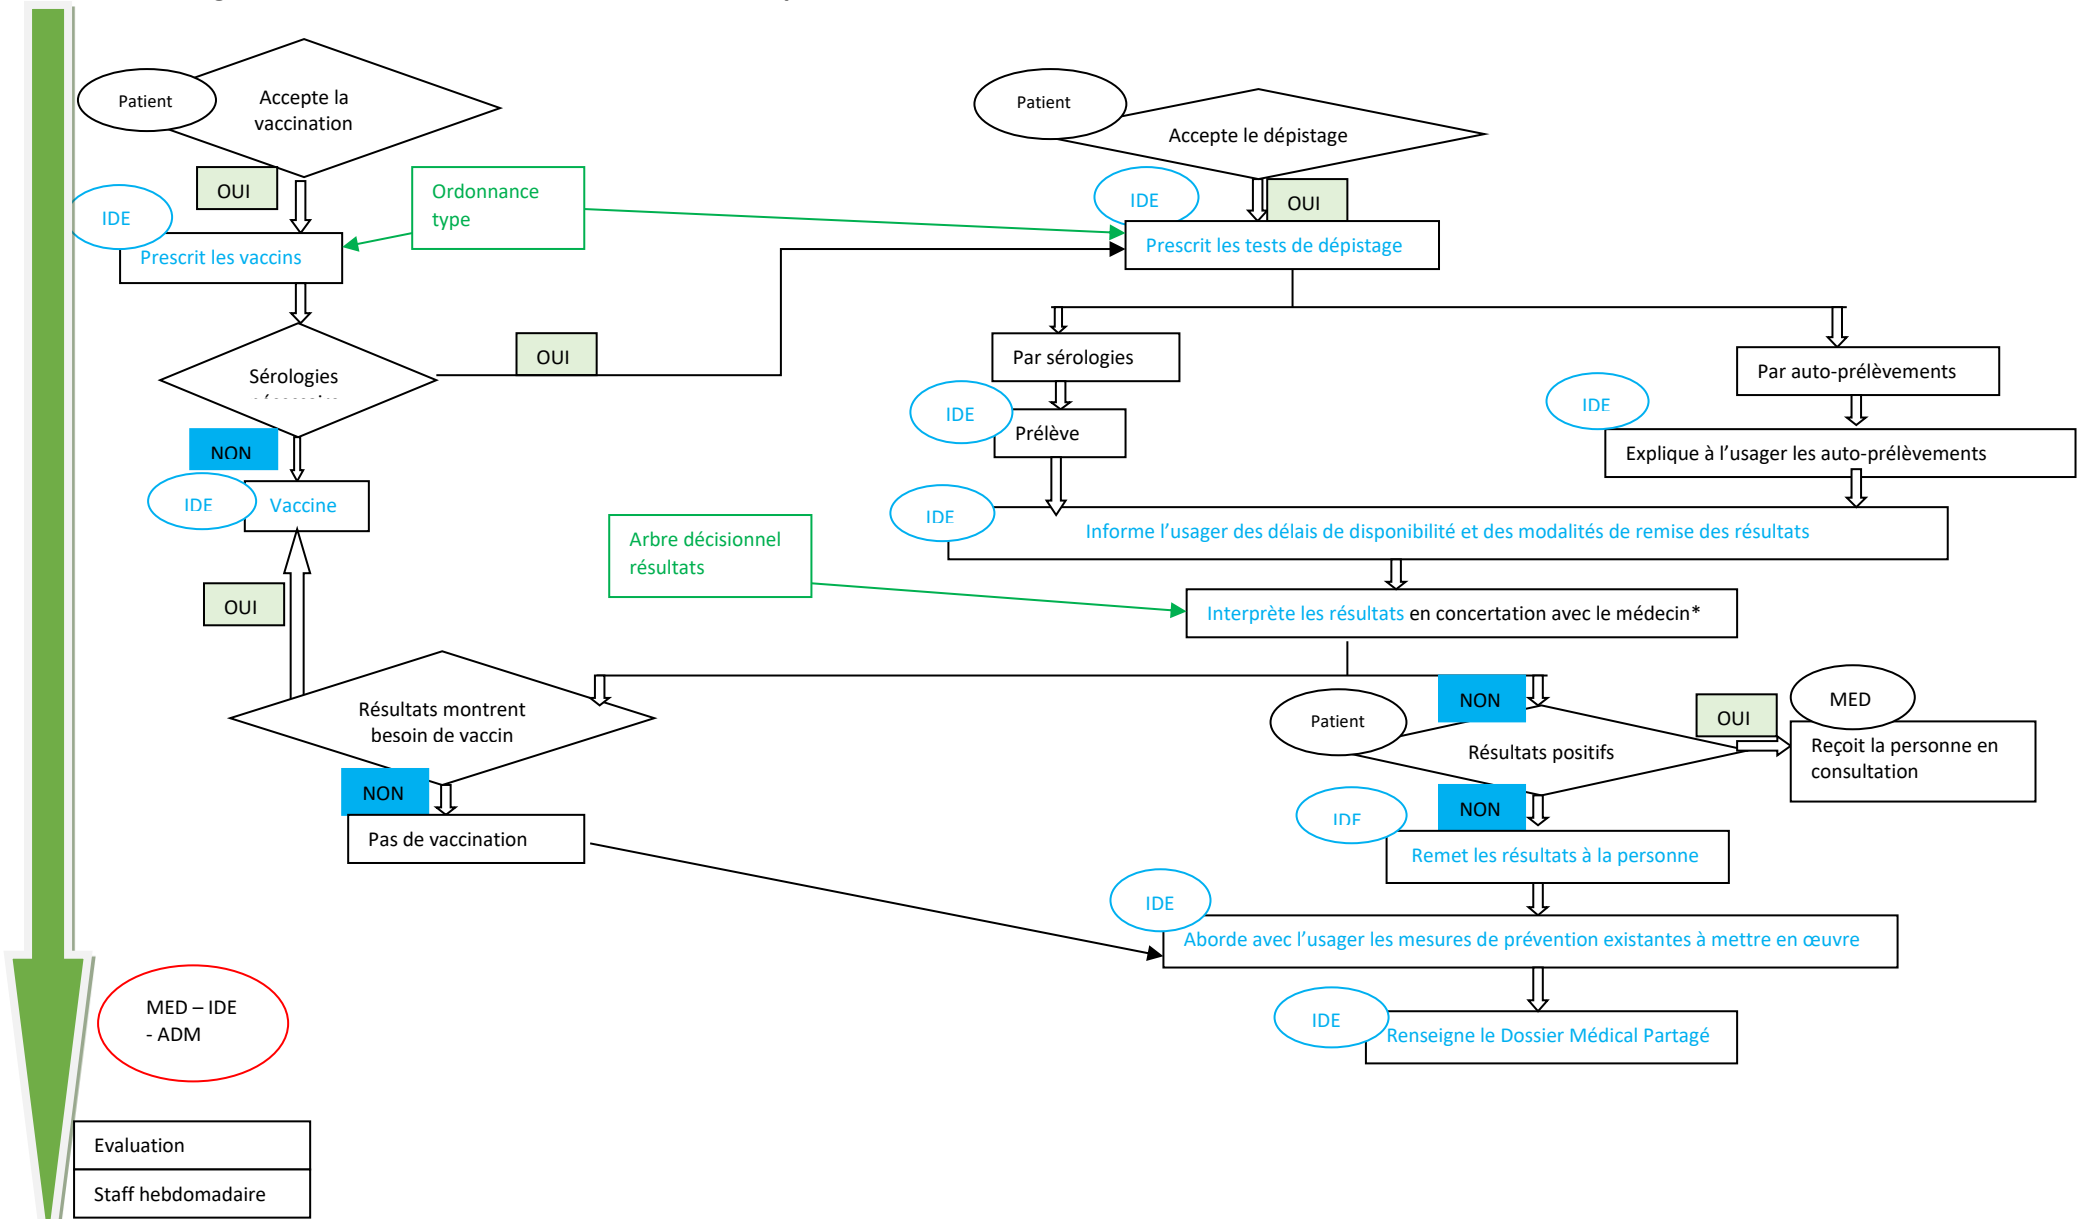 Patient
Accepte la
vaccination
Patient
Accepte le dépistage
OUI
Ordonnance
type
IDE
OUI
IDE
Prescrit les vaccins
Prescrit les tests de dépistage
OUI
Sérologies
Par sérologies
Par auto-prélèvements
IDE
Prélève
IDE
Explique à l'usager les auto-prélèvements
NON
IDE
Vaccine
IDE
Informe l'usager des délais de disponibilité et des modalités de remise des résultats
Arbre décisionnel
résultats
OUI
Interprète les résultats en concertation avec le médecin*
Résultats montrent
besoin de vaccin
Patient
NON
Résultats positifs
OUI
MED
Reçoit la personne en
consultation
NON
Pas de vaccination
IDE
NON
Remet les résultats à la personne
IDE
Aborde avec l'usager les mesures de prévention existantes à mettre en œuvre
MED – IDE
- ADM
IDE
Renseigne le Dossier Médical Partagé
Evaluation
Staff hebdomadaire